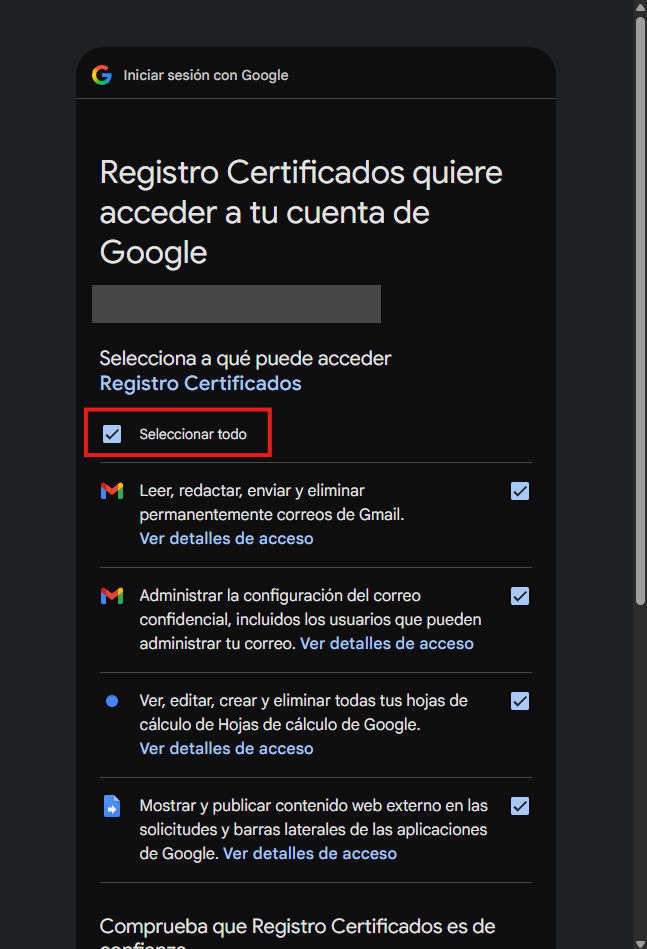 Iniciar sesión con Google
Registro Certificados quiere
acceder a tu cuenta de
Google
Selecciona a qué puede acceder
Registro Certificados
Seleccionar todo
Leer, redactar, enviar y eliminar
permanentemente correos de Gmail.
Ver detalles de acceso
Administrar la configuración del correo
confidencial, incluidos los usuarios que pueden
administrar tu correo. Ver detalles de acceso
Ver, editar, crear y eliminar todas tus hojas de
cálculo de Hojas de cálculo de Google.
Ver detalles de acceso
Mostrar y publicar contenido web externo en las
solicitudes y barras laterales de las aplicaciones
de Google. Ver detalles de acceso
Comprueba que Registro Certificados es de
confianza